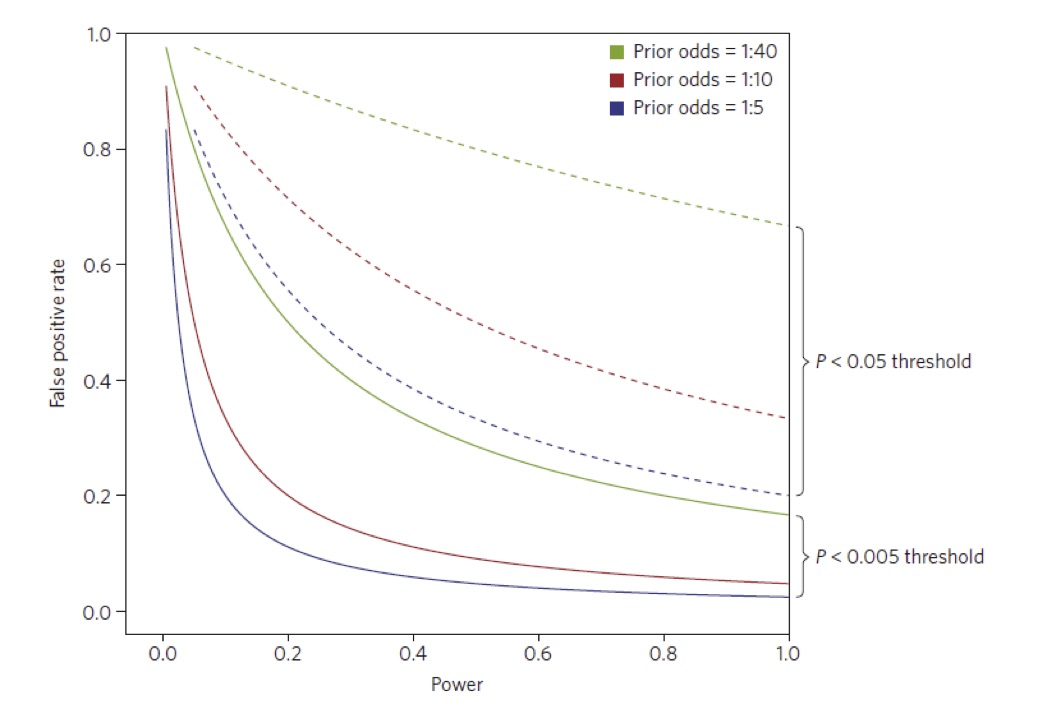 1.0
Prior odds = 1:40
Prior odds = 1:10
Prior odds = 1:5
0.8
0.6
False positive rate
P < 0.05 threshold
0.4
0.2
P < 0.005 threshold
0.0
0.0 0.2 0.4 0.6 0.8 1.0
Power